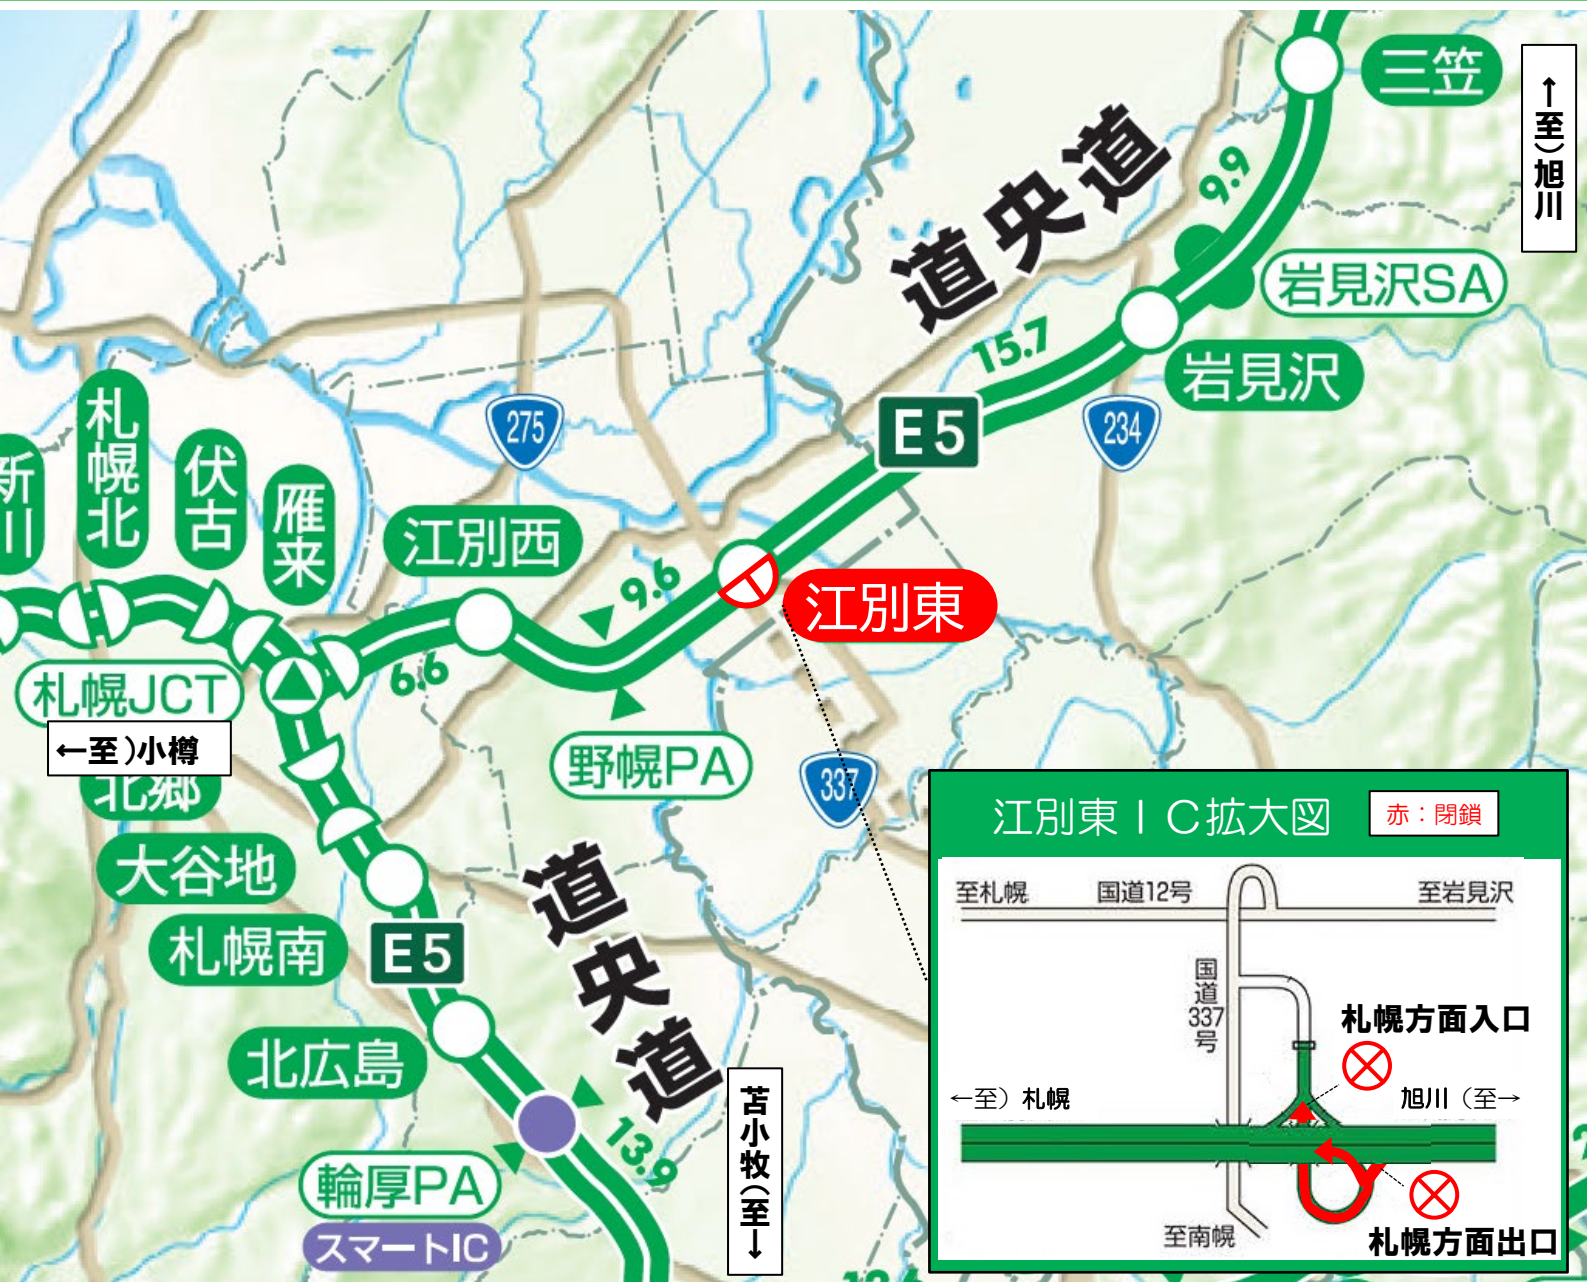 三笠
↑至)旭川
9.9
道央道
岩見沢SA
15.7
岩見沢
E5
275
234
新川
札幌北
伏古
雁来
江別西
9.6
江別東
6.6
札幌JCT
←至)小樽
北郷
野幌PA
337
大谷地
札幌南
E5
道央道
北広島
13.9
輪厚PA
スマートIC
苫小牧(至→
江別東IC拡大図
赤:閉鎖
至札幌
国道12号
至岩見沢
国道337号
札幌方面入口
←至)札幌
旭川(至→
至南幌
札幌方面出口